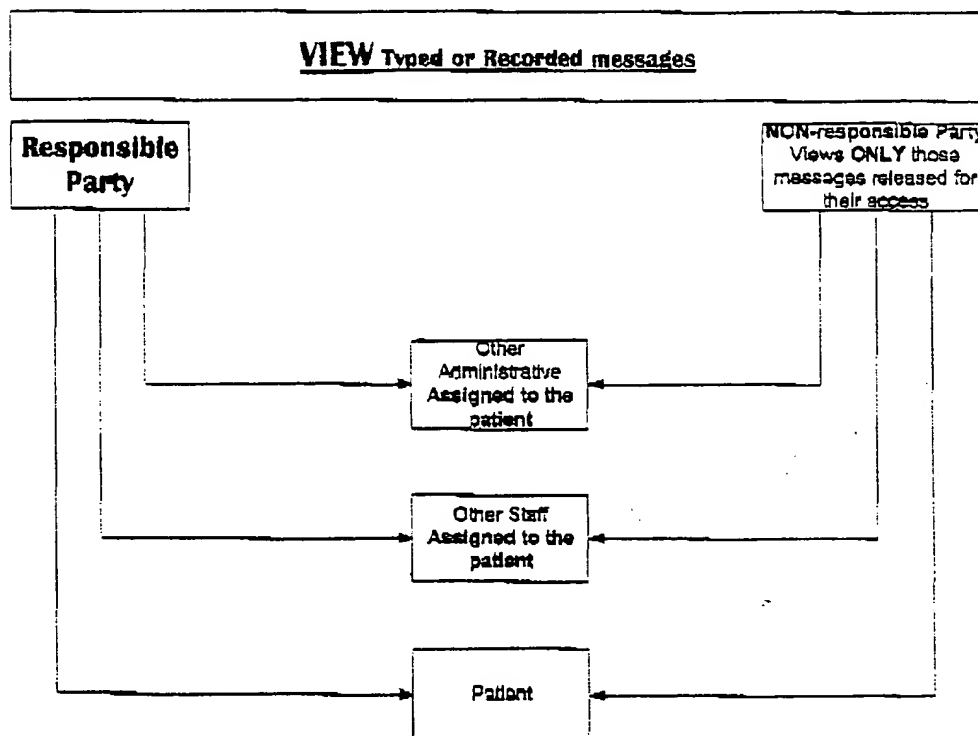 VIEW Typed or Recorded messages
Responsible
Party
NON-responsible Party
Views ONLY those
messages released for
their access
Other
Administrative
Assigned to the
patient
Other Staff
Assigned to the
patient
Patient